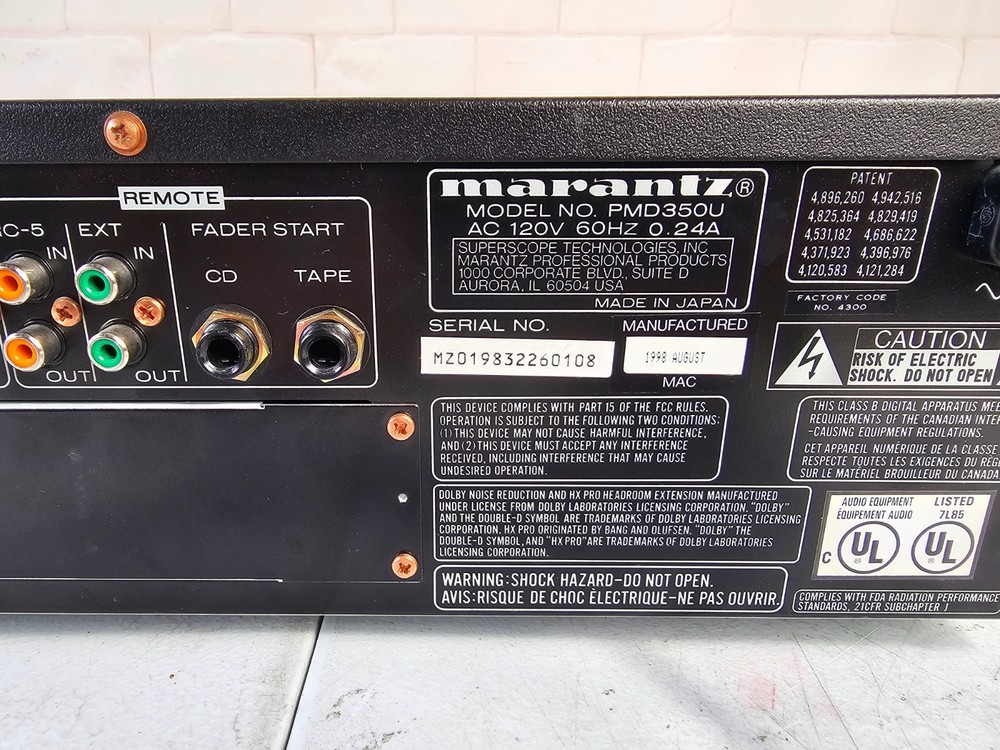 REMOTE
C-5
IN
OUT
EXT
IN
OUT
FADER START
CD
TAPE
marantz®
MODEL NO. PMD350U
AC 120V 60HZ 0.24A
SUPERSCOPE TECHNOLOGIES, INC
MARANTZ PROFESSIONAL PRODUCTS
1000 CORPORATE BLVD., SUITE D
AURORA, IL 60504 USA
MADE IN JAPAN
SERIAL NO.
MZ019832260108
MANUFACTURED
1998 AUGUST
MAC
PATENT
4,896,260 4,942,516
4,825,364 4,829,419
4,531,182 4,686,622
4,371,923 4,396,976
4,120,583 4,121,284
FACTORY CODE
NO. 4300
CAUTION
RISK OF ELECTRIC
SHOCK. DO NOT OPEN
THIS DEVICE COMPLIES WITH PART 15 OF THE FCC RULES.
OPERATION IS SUBJECT TO THE FOLLOWING TWO CONDITIONS:
(1) THIS DEVICE MAY NOT CAUSE HARMFUL INTERFERENCE,
AND (2) THIS DEVICE MUST ACCEPT ANY INTERFERENCE
RECEIVED, INCLUDING INTERFERENCE THAT MAY CAUSE
UNDESIRED OPERATION.
THIS CLASS B DIGITAL APPARATUS MEE
REQUIREMENTS OF THE CANADIAN INTER
-CAUSING EQUIPMENT REGULATIONS.
CET APPAREIL NUMÉRIQUE DE LA CLASSE
RESPECTE TOUTES LES EXIGENCES DU RÈG
SUR LE MATÉRIEL BROUILLEUR DU CANADA
DOLBY NOISE REDUCTION AND HX PRO HEADROOM EXTENSION MANUFACTURED
UNDER LICENSE FROM DOLBY LABORATORIES LICENSING CORPORATION. "DOLBY"
AND THE DOUBLE-D SYMBOL ARE TRADEMARKS OF DOLBY LABORATORIES LICENSING
CORPORATION. HX PRO ORIGINATED BY BANG AND OLUFSEN. "DOLBY" THE
DOUBLE-D SYMBOL, AND "HX PRO" ARE TRADEMARKS OF DOLBY LABORATORIES
LICENSING CORPORATION.
AUDIO EQUIPMENT
ÉQUIPEMENT AUDIO
LISTED
7L85
C UL
UL
WARNING: SHOCK HAZARD-DO NOT OPEN.
AVIS: RISQUE DE CHOC ÈLECTRIQUE-NE PAS OUVRIR.
COMPLIES WITH FDA RADIATION PERFORMANCE
STANDARDS, 21CFR SUBCHAPTER J